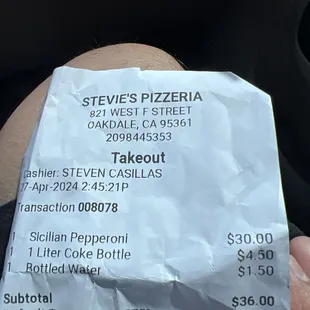 STEVIE'S PIZZERIA
821 WEST F STREET
OAKDALE, CA 95361
2098445353
Takeout
Cashier: STEVEN CASILLAS
27-Apr-2024 2:45:21P
Transaction 008078
1 Sicilian Pepperoni $30.00
1 1 Liter Coke Bottle $4.50
1 Bottled Water $1.50
Subtotal $36.00